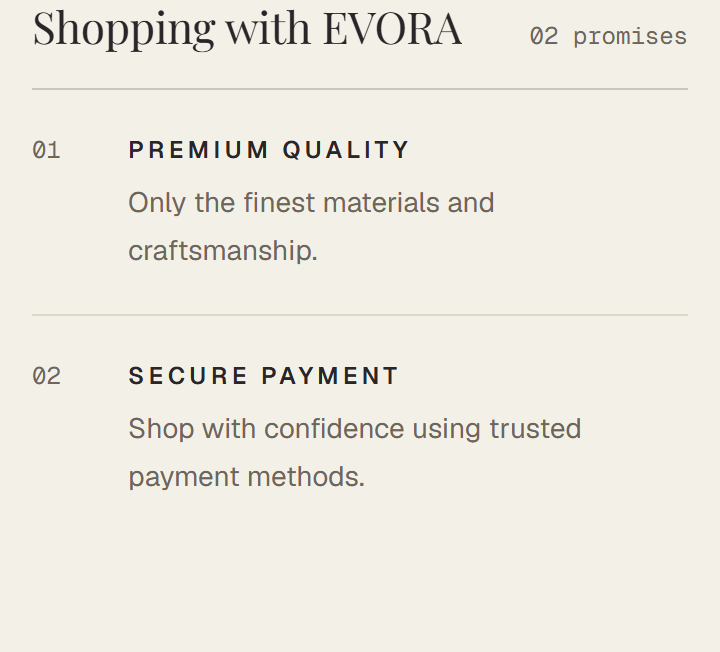 Shopping with EVORA
02 promises
01
PREMIUM QUALITY
Only the finest materials and
craftsmanship.
02
SECURE PAYMENT
Shop with confidence using trusted
payment methods.